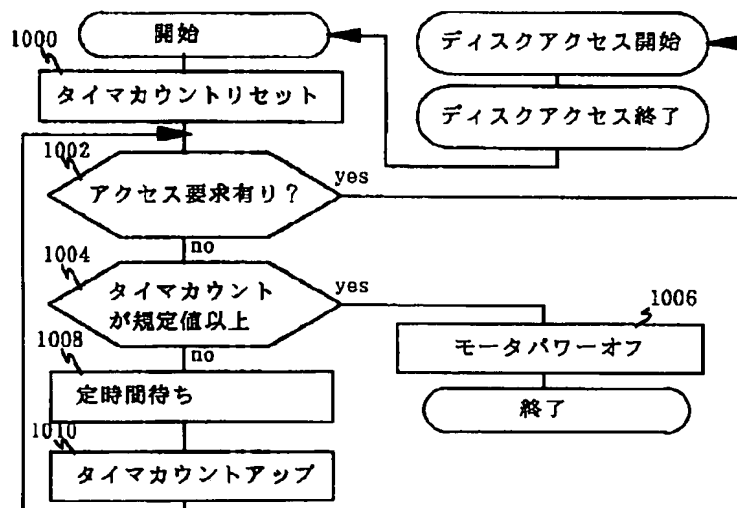 1000
開始
タイマカウントリセット
1002
アクセス要求有り？
yes
no
1004
タイマカウント
が規定値以上
yes
no
1008
定時間待ち
1010
タイマカウントアップ
ディスクアクセス開始
ディスクアクセス終了
1006
モータパワーオフ
終了